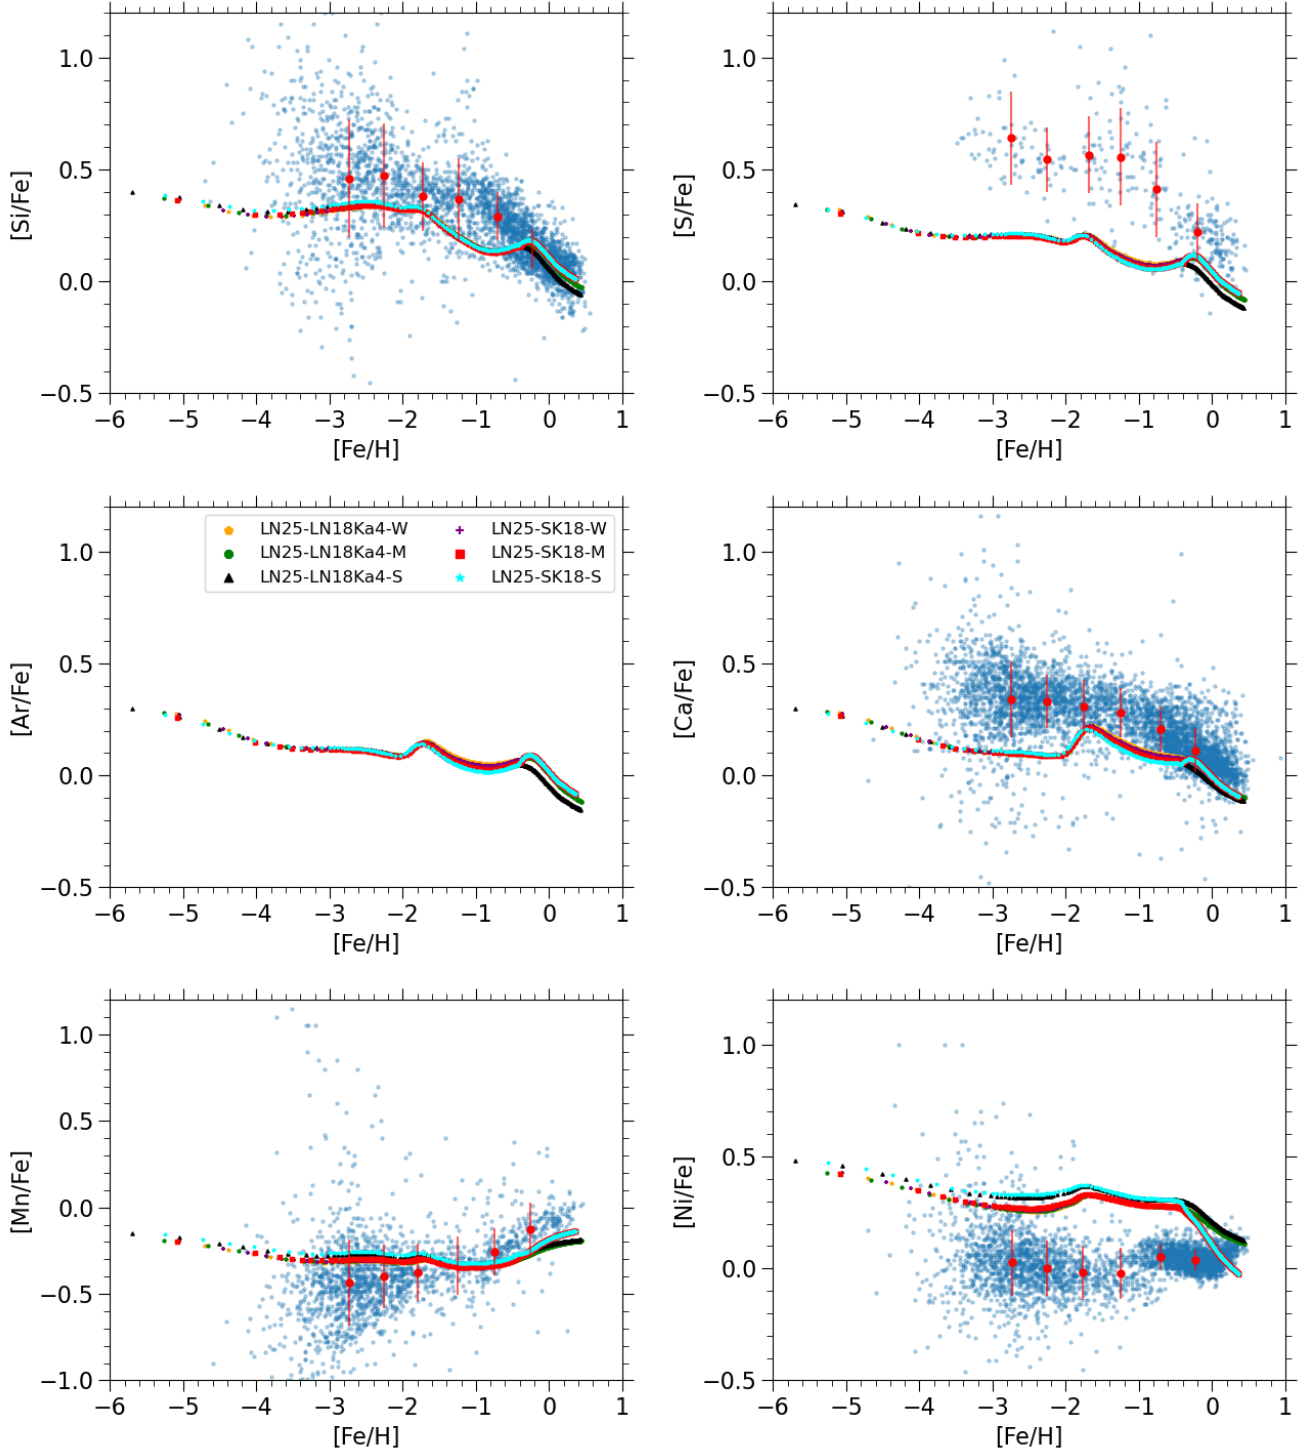 1.0
0.5
0.0
−0.5
[Si/Fe]
−6 −5 −4 −3 −2 −1 0 1
[Fe/H]
1.0
0.5
0.0
−0.5
[S/Fe]
−6 −5 −4 −3 −2 −1 0 1
[Fe/H]
1.0
0.5
0.0
−0.5
[Ar/Fe]
LN25-LN18Ka4-W LN25-SK18-W
LN25-LN18Ka4-M LN25-SK18-M
LN25-LN18Ka4-S LN25-SK18-S
−6 −5 −4 −3 −2 −1 0 1
[Fe/H]
1.0
0.5
0.0
−0.5
[Ca/Fe]
−6 −5 −4 −3 −2 −1 0 1
[Fe/H]
1.0
0.5
0.0
−0.5
−1.0
[Mn/Fe]
−6 −5 −4 −3 −2 −1 0 1
[Fe/H]
1.0
0.5
0.0
−0.5
[Ni/Fe]
−6 −5 −4 −3 −2 −1 0 1
[Fe/H]